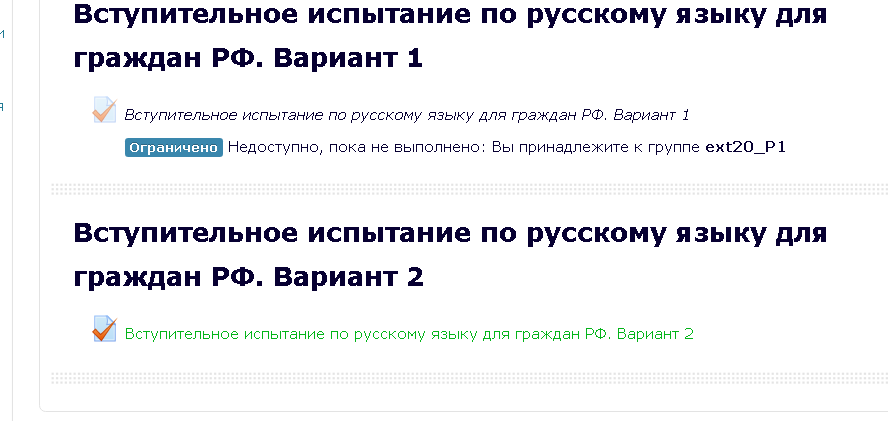 Вступительное испытание по русскому языку для
граждан РФ. Вариант 1
Вступительное испытание по русскому языку для граждан РФ. Вариант 1
Ограничено Недоступно, пока не выполнено: Вы принадлежите к группе ext20_P1
Вступительное испытание по русскому языку для
граждан РФ. Вариант 2
Вступительное испытание по русскому языку для граждан РФ. Вариант 2